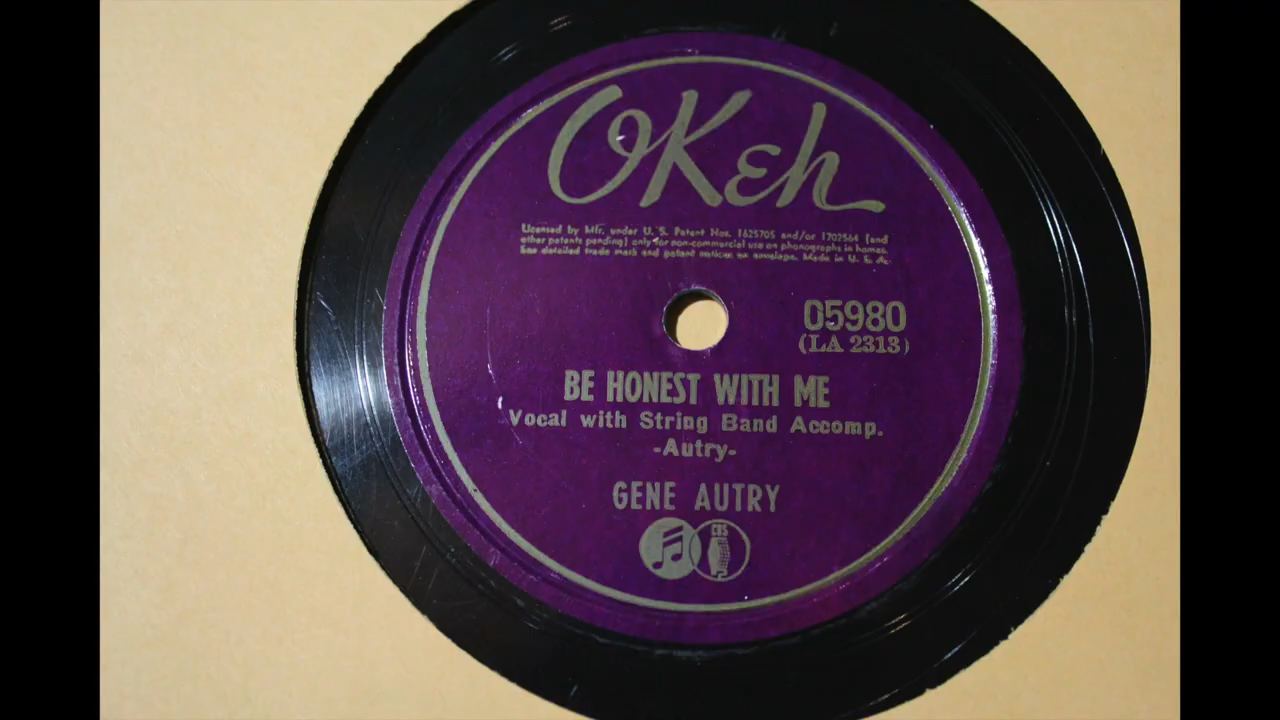 OKeh
Licensed by Mfr. under U. S. Patent Nos. 1625705 and/or 1702564 (and
other patents pending) only for non-commercial use on phonographs in homes.
See detailed trade mark and patent notices on envelope. Made in U. S. A.
05980
(LA 2313)
BE HONEST WITH ME
Vocal with String Band Accomp.
-Autry-
GENE AUTRY
CBS